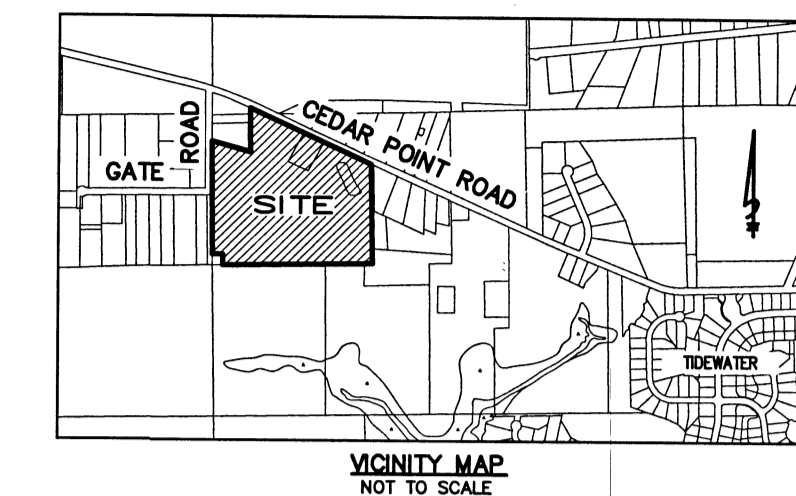 CEDAR POINT ROAD
GATE ROAD
SITE
TIDEWATER
VICINITY MAP
NOT TO SCALE